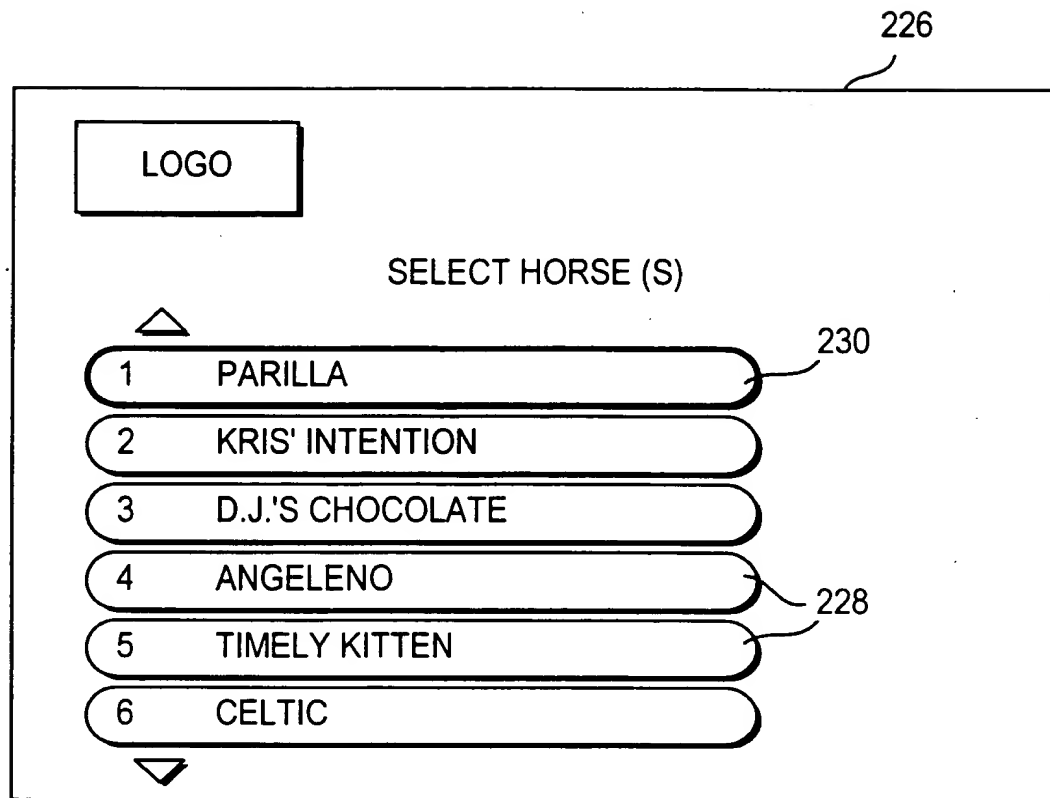 226
LOGO
SELECT HORSE (S)
230
1 PARILLA
2 KRIS' INTENTION
3 D.J.'S CHOCOLATE
4 ANGELENO
228
5 TIMELY KITTEN
6 CELTIC